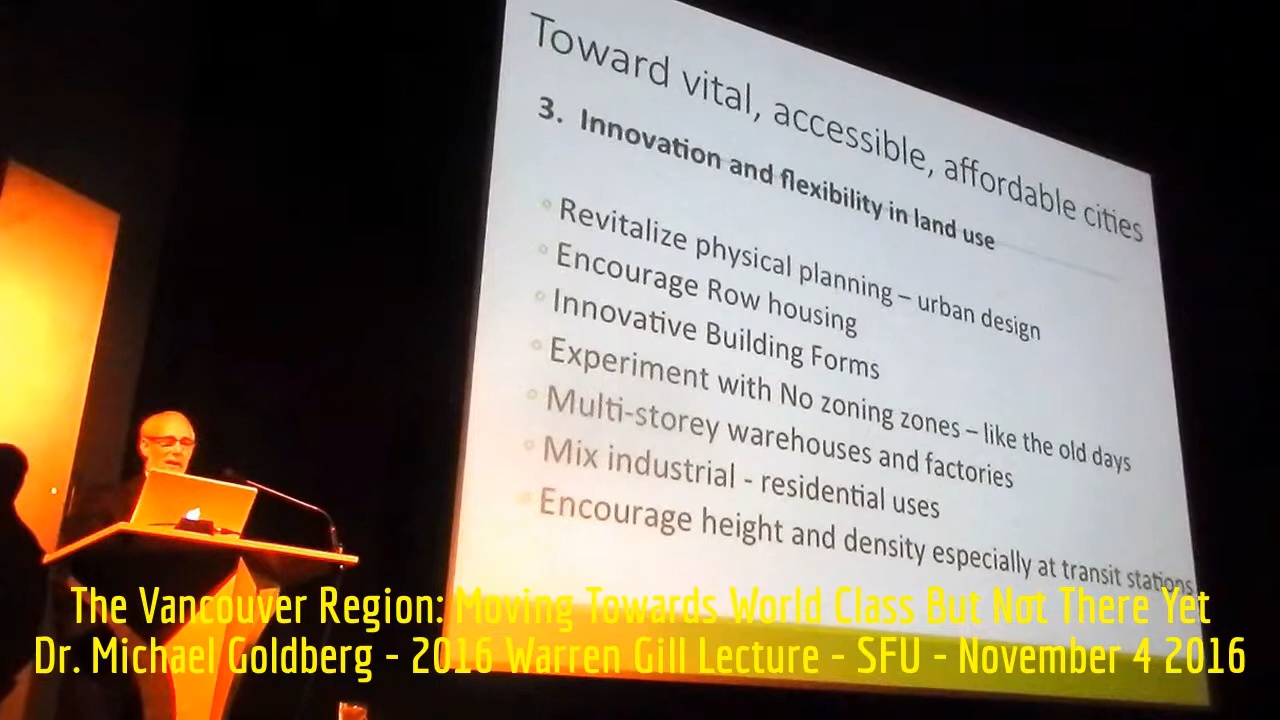 Toward vital, accessible, affordable cities
3. Innovation and flexibility in land use
Revitalize physical planning – urban design
Encourage Row housing
Innovative Building Forms
Experiment with No zoning zones – like the old days
Multi-storey warehouses and factories
Mix industrial - residential uses
Encourage height and density especially at transit stations
The Vancouver Region: Moving Towards World Class But Not There Yet
Dr. Michael Goldberg - 2016 Warren Gill Lecture - SFU - November 4 2016